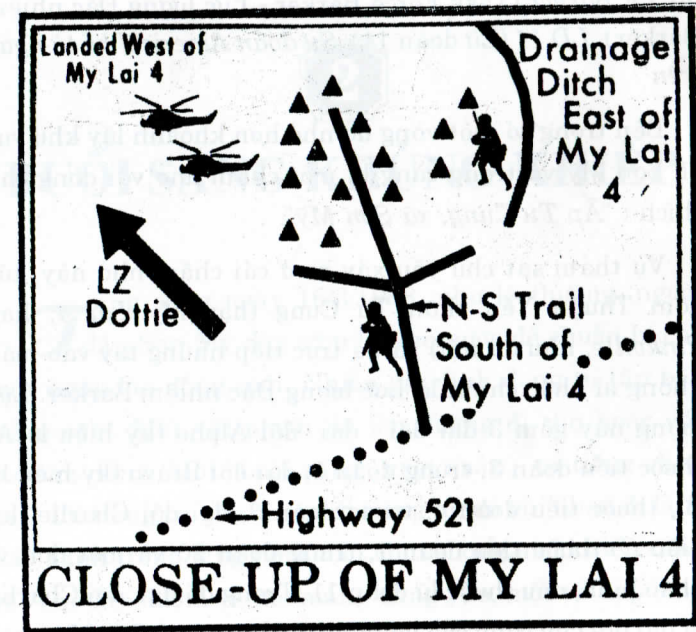 Landed West of
My Lai 4
Drainage
Ditch
East of
My Lai
4
LZ
Dottie
N-S Trail
South of
My Lai 4
Highway 521
CLOSE-UP OF MY LAI 4